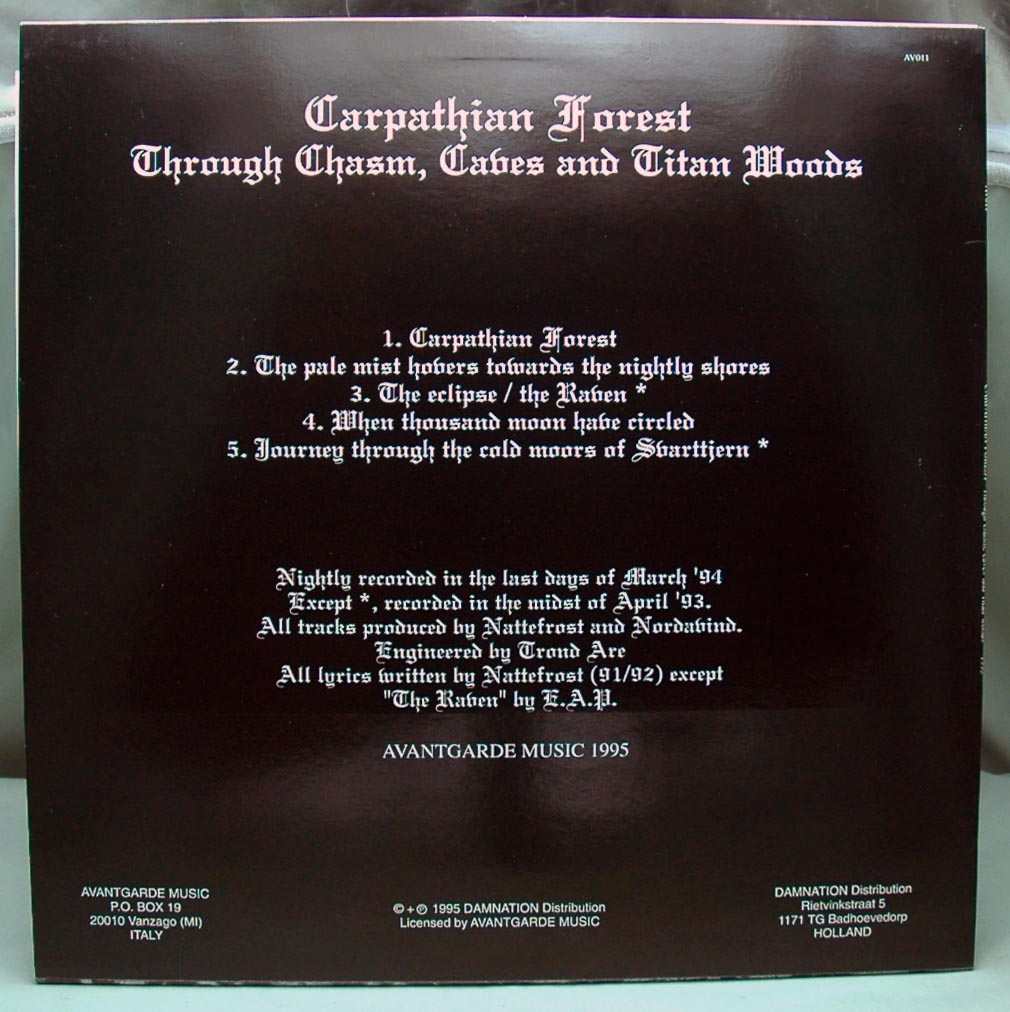 AV011
Carpathian Forest
Through Chasm, Caves and Titan Woods
1. Carpathian Forest
2. The pale mist hovers towards the nightly shores
3. The eclipse / the Raven *
4. When thousand moon have circled
5. Journey through the cold moors of Svarttjern *
Nightly recorded in the last days of March '94
Except *, recorded in the midst of April '93.
All tracks produced by Nattefrost and Nordavind.
Engineered by Trond Are
All lyrics written by Nattefrost (91/92) except
"The Raven" by E.A.P.
AVANTGARDE MUSIC 1995
AVANTGARDE MUSIC
P.O. BOX 19
20010 Vanzago (MI)
ITALY
© + ℗ 1995 DAMNATION Distribution
Licensed by AVANTGARDE MUSIC
DAMNATION Distribution
Rietvinkstraat 5
1171 TG Badhoevedorp
HOLLAND